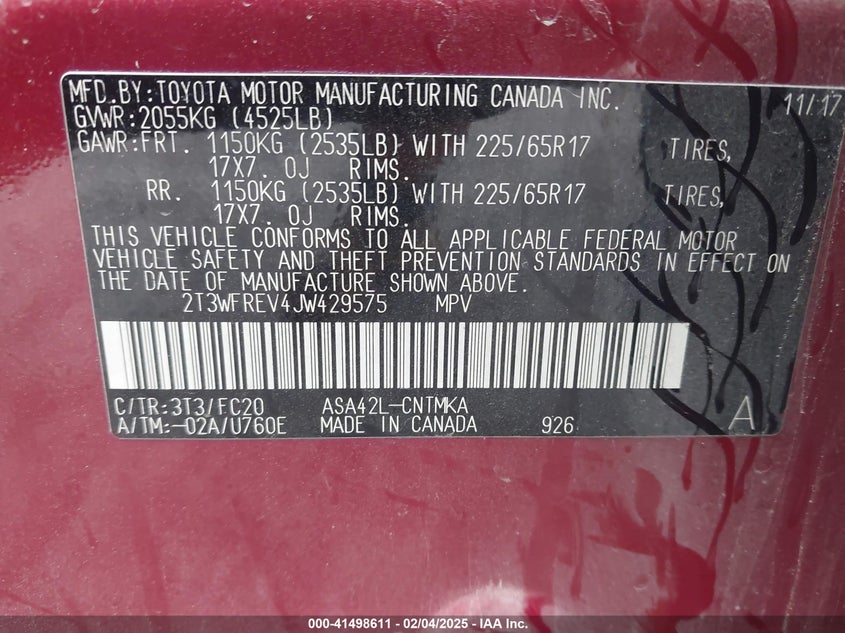 MFD.BY:TOYOTA MOTOR MANUFACTURING CANADA INC. 11/17
GVWR:2055KG (4525LB)
GAWR:FRT. 1150KG (2535LB) WITH 225/65R17 TIRES,
17X7. 0J RIMS.
RR. 1150KG (2535LB) WITH 225/65R17 TIRES,
17X7. 0J RIMS.
THIS VEHICLE CONFORMS TO ALL APPLICABLE FEDERAL MOTOR
VEHICLE SAFETY AND THEFT PREVENTION STANDARDS IN EFFECT ON
THE DATE OF MANUFACTURE SHOWN ABOVE.
2T3WFREV4JW429575 MPV
C/TR:3T3/FC20 ASA42L-CNTMKA
A/TM:-02A/U760E MADE IN CANADA 926 A
000-41498611 — 02/04/2025 — IAA Inc.